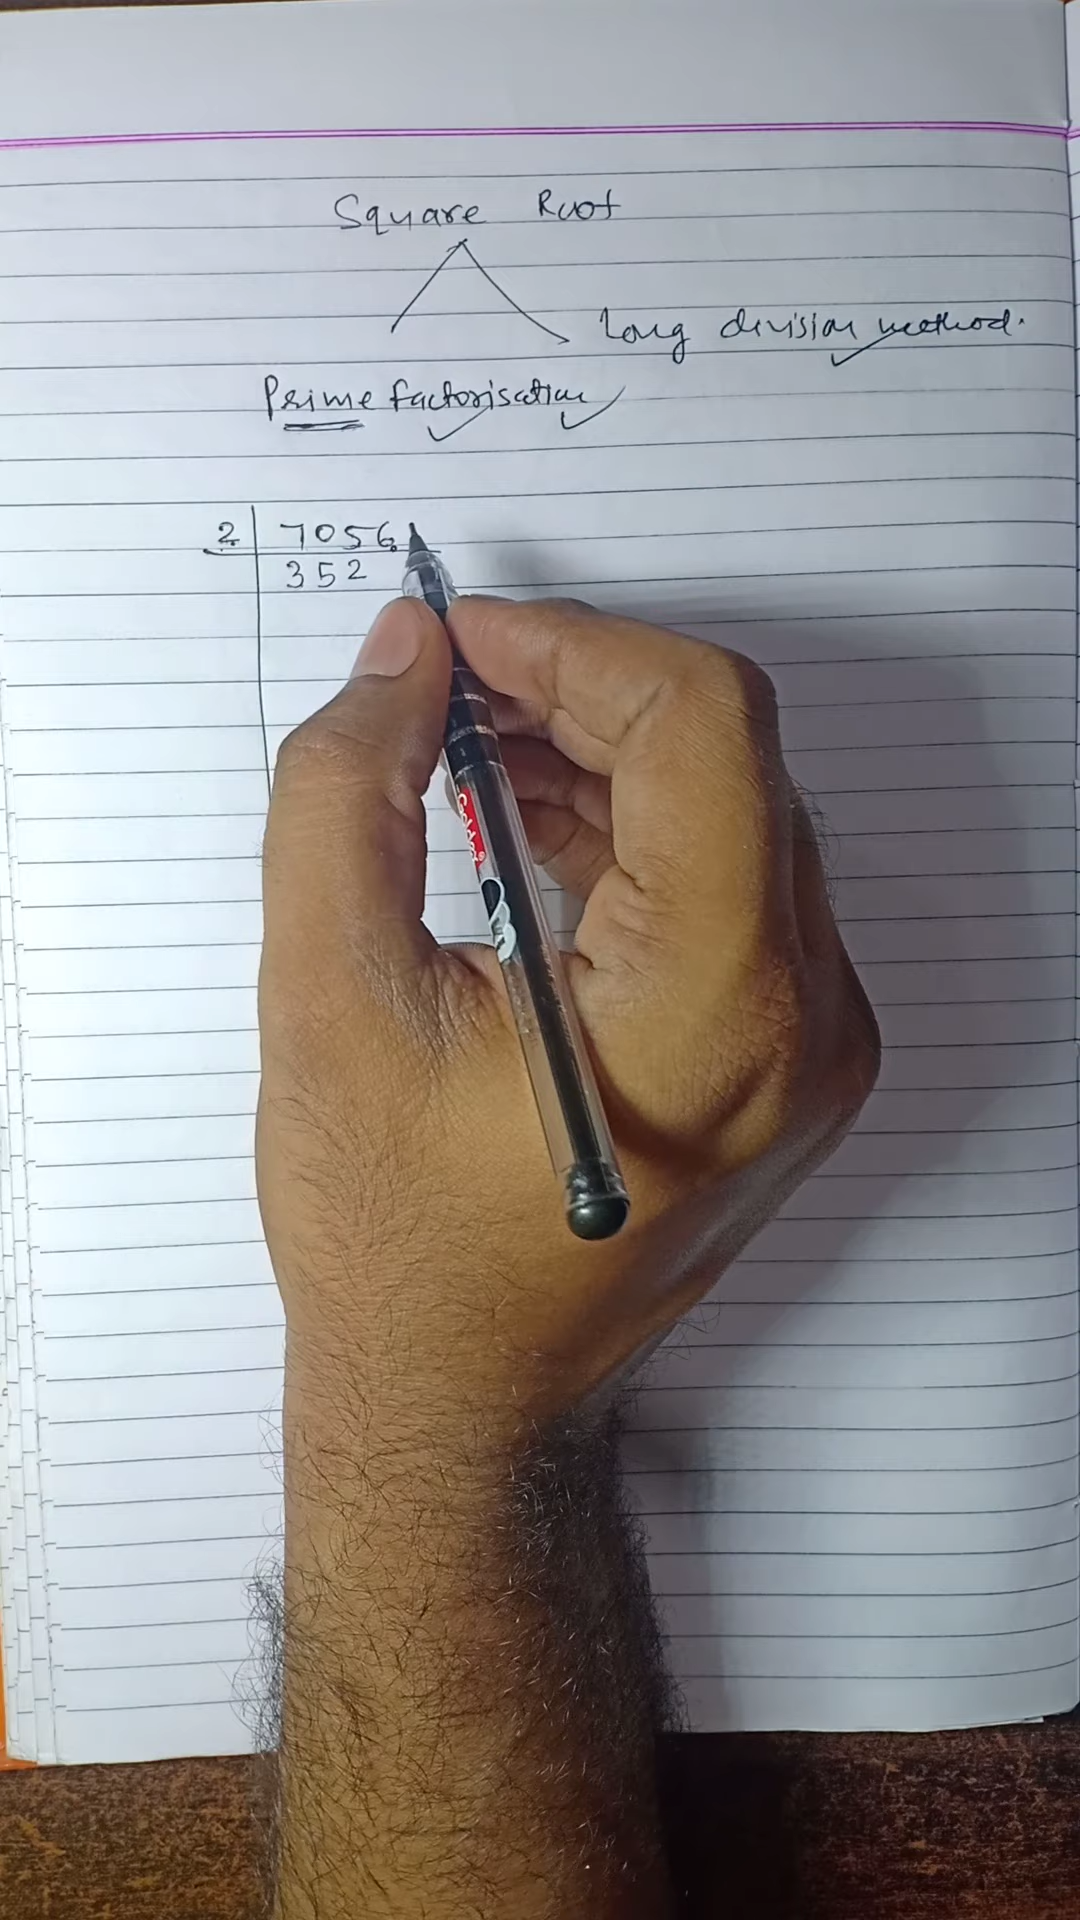 Square Root
Long division method.
Prime factorisation
2 7056
352